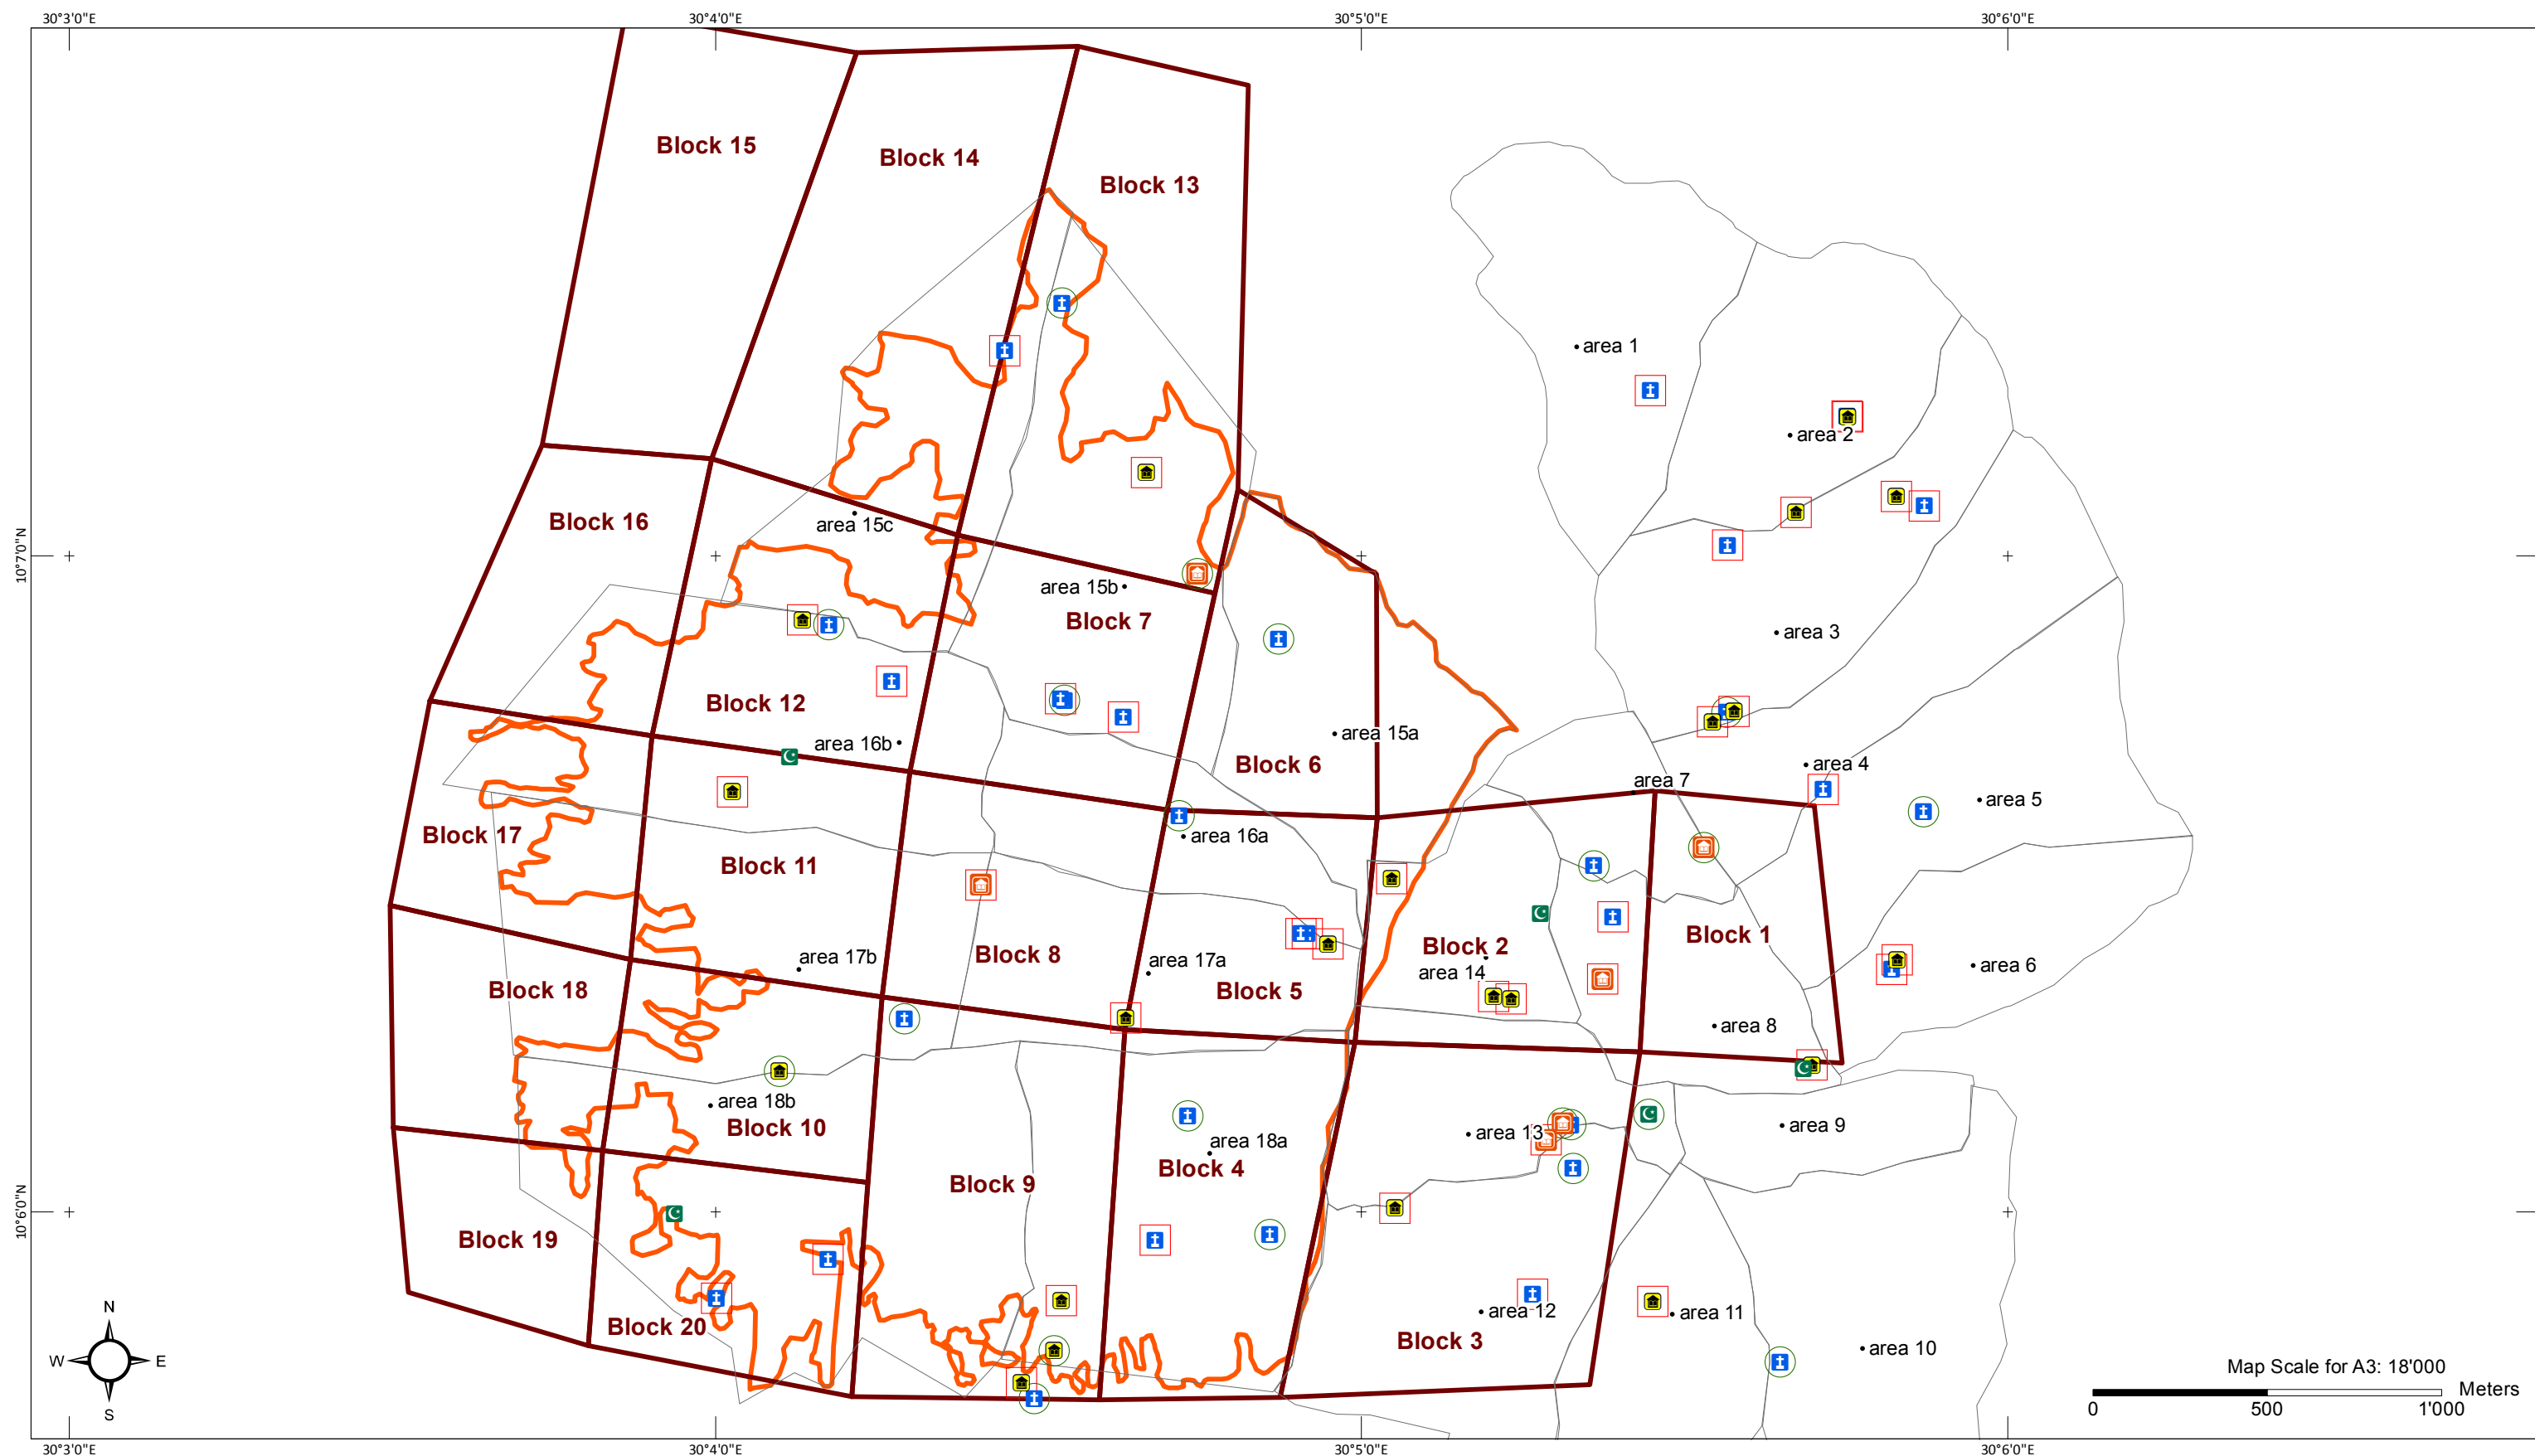 30°3'0"E
30°4'0"E
30°5'0"E
30°6'0"E
Block 15
Block 14
Block 13
area 1
area 2
Block 16
area 15c
10°7'0"N
area 15b
Block 7
area 3
Block 12
area 16b
area 15a
Block 6
area 4
area 7
area 5
Block 17
area 16a
Block 11
Block 1
Block 2
Block 8
area 17b
area 17a
area 14
area 6
Block 18
Block 5
area 8
area 18b
Block 10
area 9
area 13
area 18a
Block 4
Block 9
10°6'0"N
Block 19
N
W
E
S
Block 20
area 12
area 11
Block 3
area 10
Map Scale for A3: 18'000
Meters
0
500
1'000
30°3'0"E
30°4'0"E
30°5'0"E
30°6'0"E